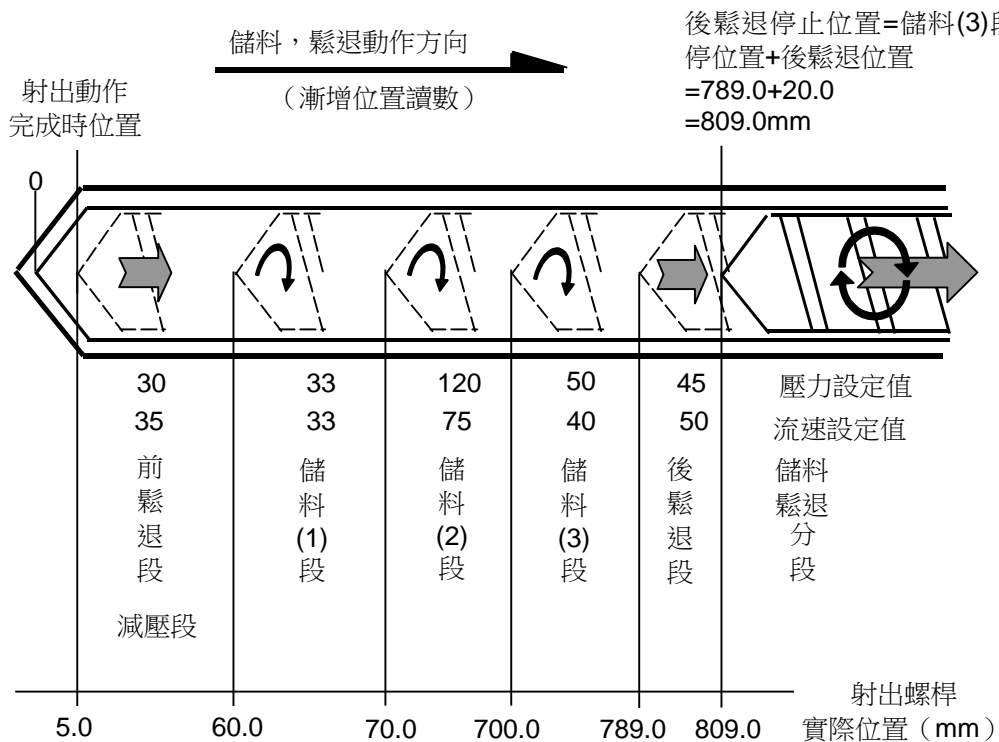 後鬆退停止位置=儲料(3)段
停位置+後鬆退位置
=789.0+20.0
=809.0mm
儲料，鬆退動作方向
（漸增位置讀數）
射出動作
完成時位置
0
30 33 120 50 45 壓力設定值
35 33 75 40 50 流速設定值
前鬆退段
儲料(1)段
儲料(2)段
儲料(3)段
後鬆退段
儲料鬆退分段
減壓段
5.0 60.0 70.0 700.0 789.0 809.0
射出螺桿
實際位置（mm）